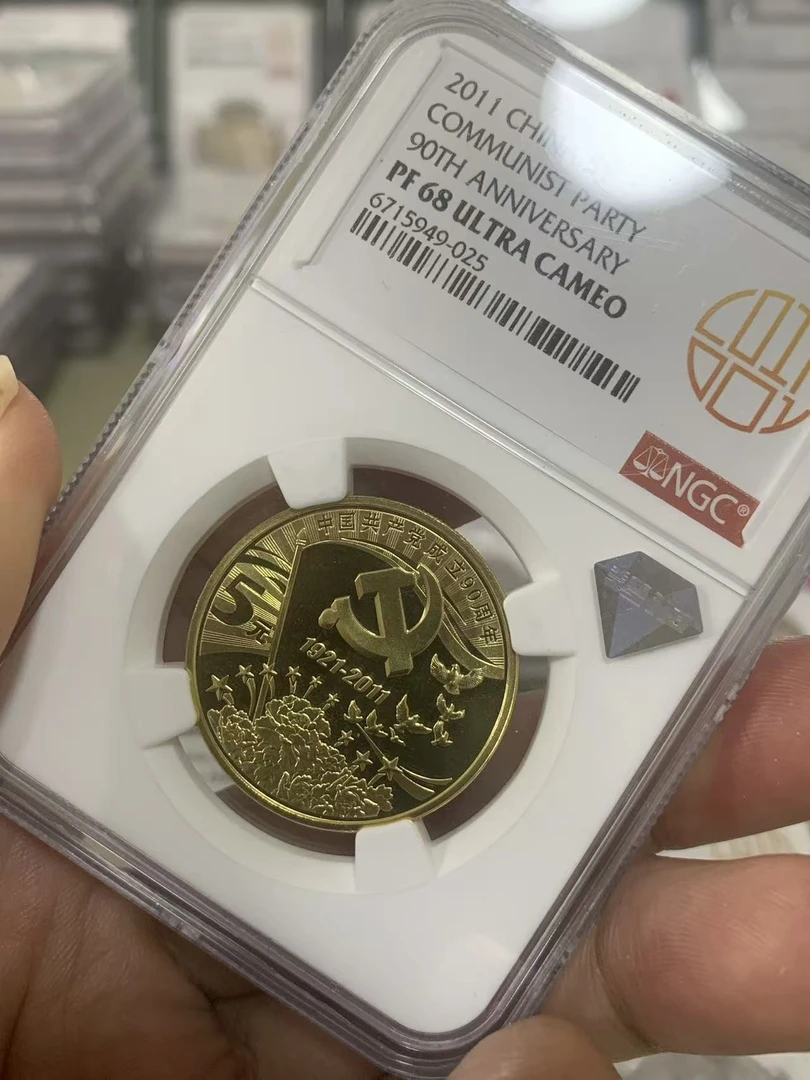 2011 CHI
COMMUNIST PARTY
90TH ANNIVERSARY
PF 68 ULTRA CAMEO
6715949-025
NGC®
中国共产党成立90周年
5元
1921-2011